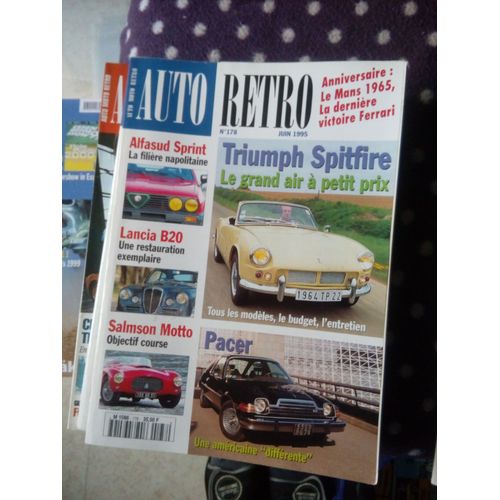 AUTO RETRO
N°178 JUIN 1995
Anniversaire :
Le Mans 1965,
La dernière
victoire Ferrari
Alfasud Sprint
La filière napolitaine
Triumph Spitfire
Le grand air à petit prix
Lancia B20
Une restauration
exemplaire
1964 TP 22
Tous les modèles, le budget, l'entretien
Salmson Motto
Objectif course
Pacer
Une américaine "différente"
1999